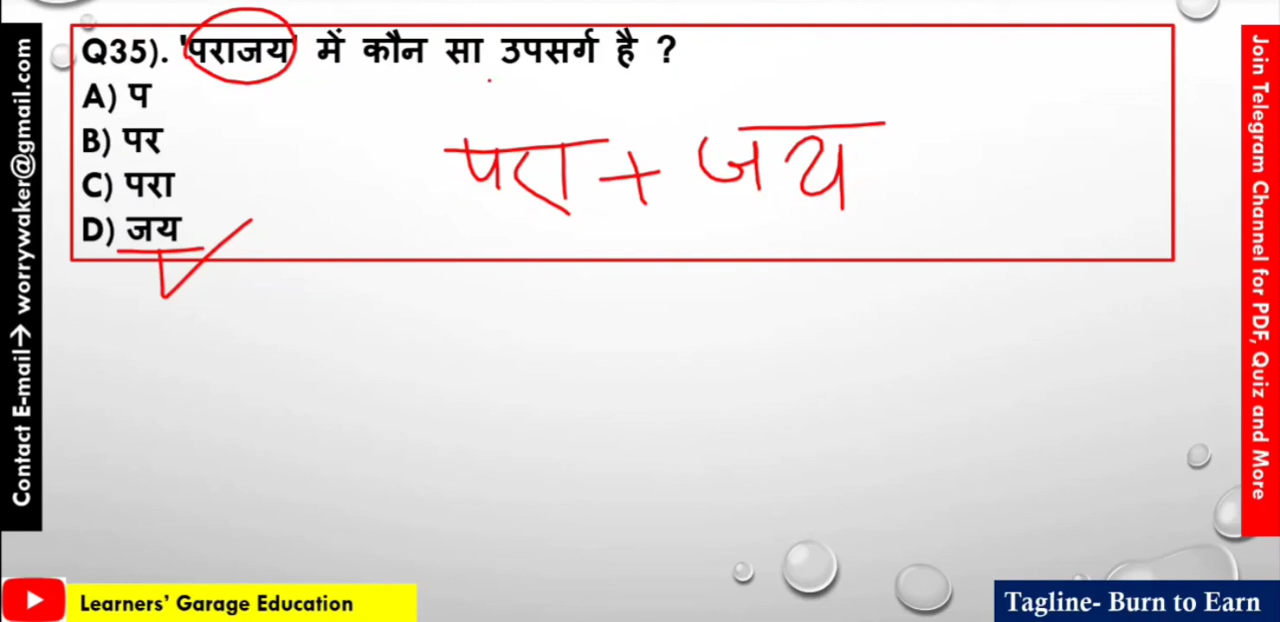 Q35). 'पराजय' में कौन सा उपसर्ग है ?
A) प
B) पर
C) परा
D) जय
परा + जय
Contact E-mail→ worrywaker@gmail.com
Join Telegram Channel for PDF, Quiz and More
Learners' Garage Education
Tagline- Burn to Earn